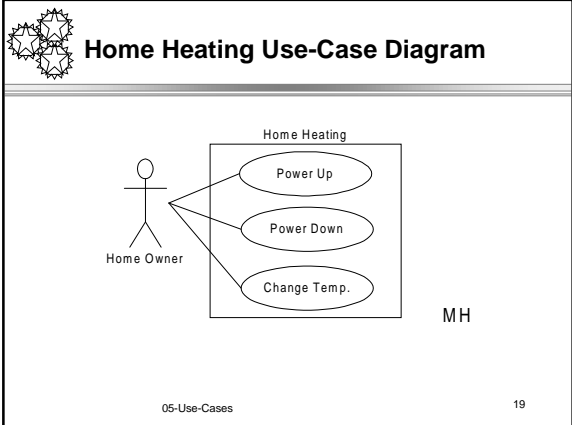 Home Heating Use-Case Diagram
Home Heating
Power Up
Power Down
Home Owner
Change Temp.
MH
05-Use-Cases
19